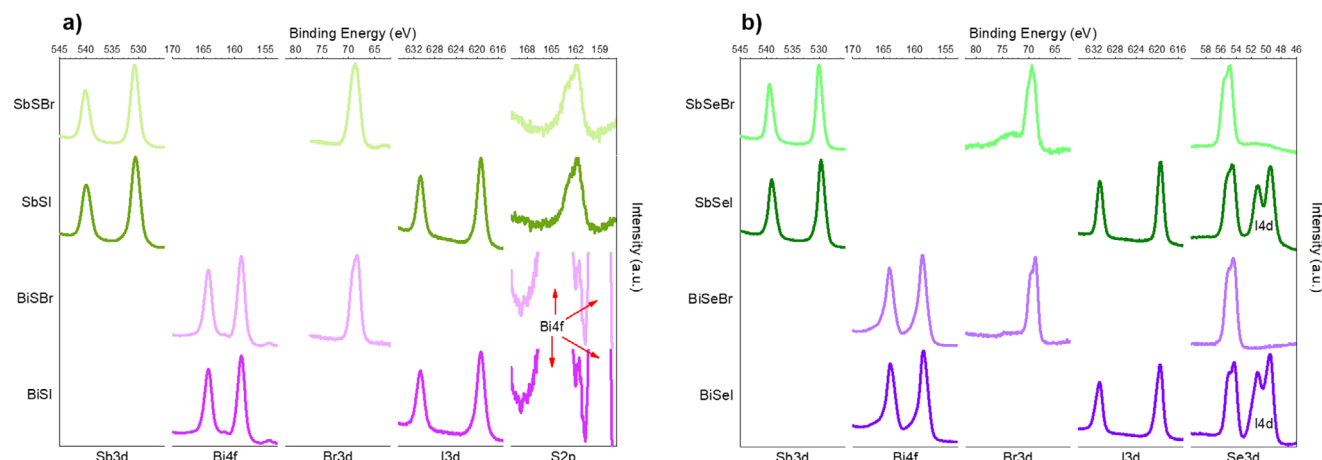 a)
Binding Energy (eV)
545 540 530 170 165 160 155 80 75 70 65 632 628 624 620 616 168 165 162 159
SbSBr
SbSI
BiSBr
Bi4f
BiSI
Intensity (a.u.)
Sb3d Bi4f Br3d I3d S2p
b)
Binding Energy (eV)
545 540 530 170 165 160 155 80 75 70 65 632 628 624 620 616 58 56 54 52 50 48 46
SbSeBr
SbSeI
I4d
BiSeBr
BiSeI
I4d
Intensity (a.u.)
Sb3d Bi4f Br3d I3d Se3d